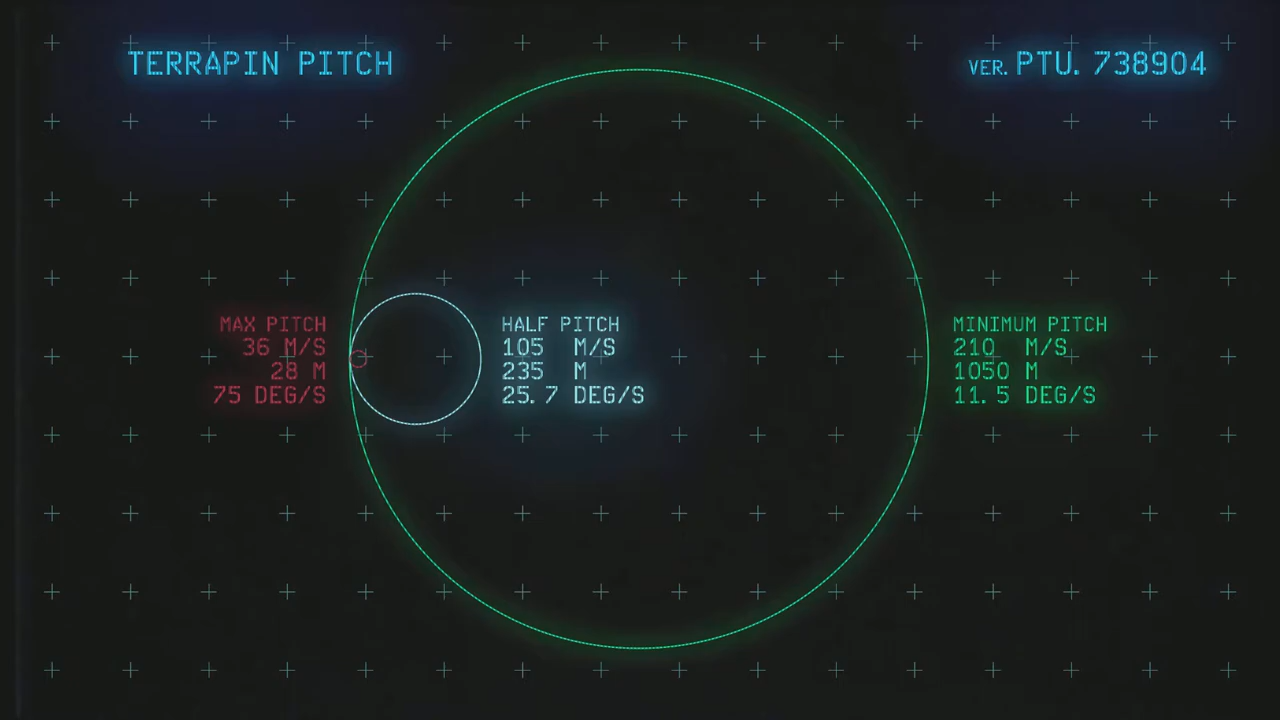 TERRAPIN PITCH
VER. PTU. 738904
MAX PITCH
36 M/S
28 M
75 DEG/S
HALF PITCH
105 M/S
235 M
25.7 DEG/S
MINIMUM PITCH
210 M/S
1050 M
11.5 DEG/S